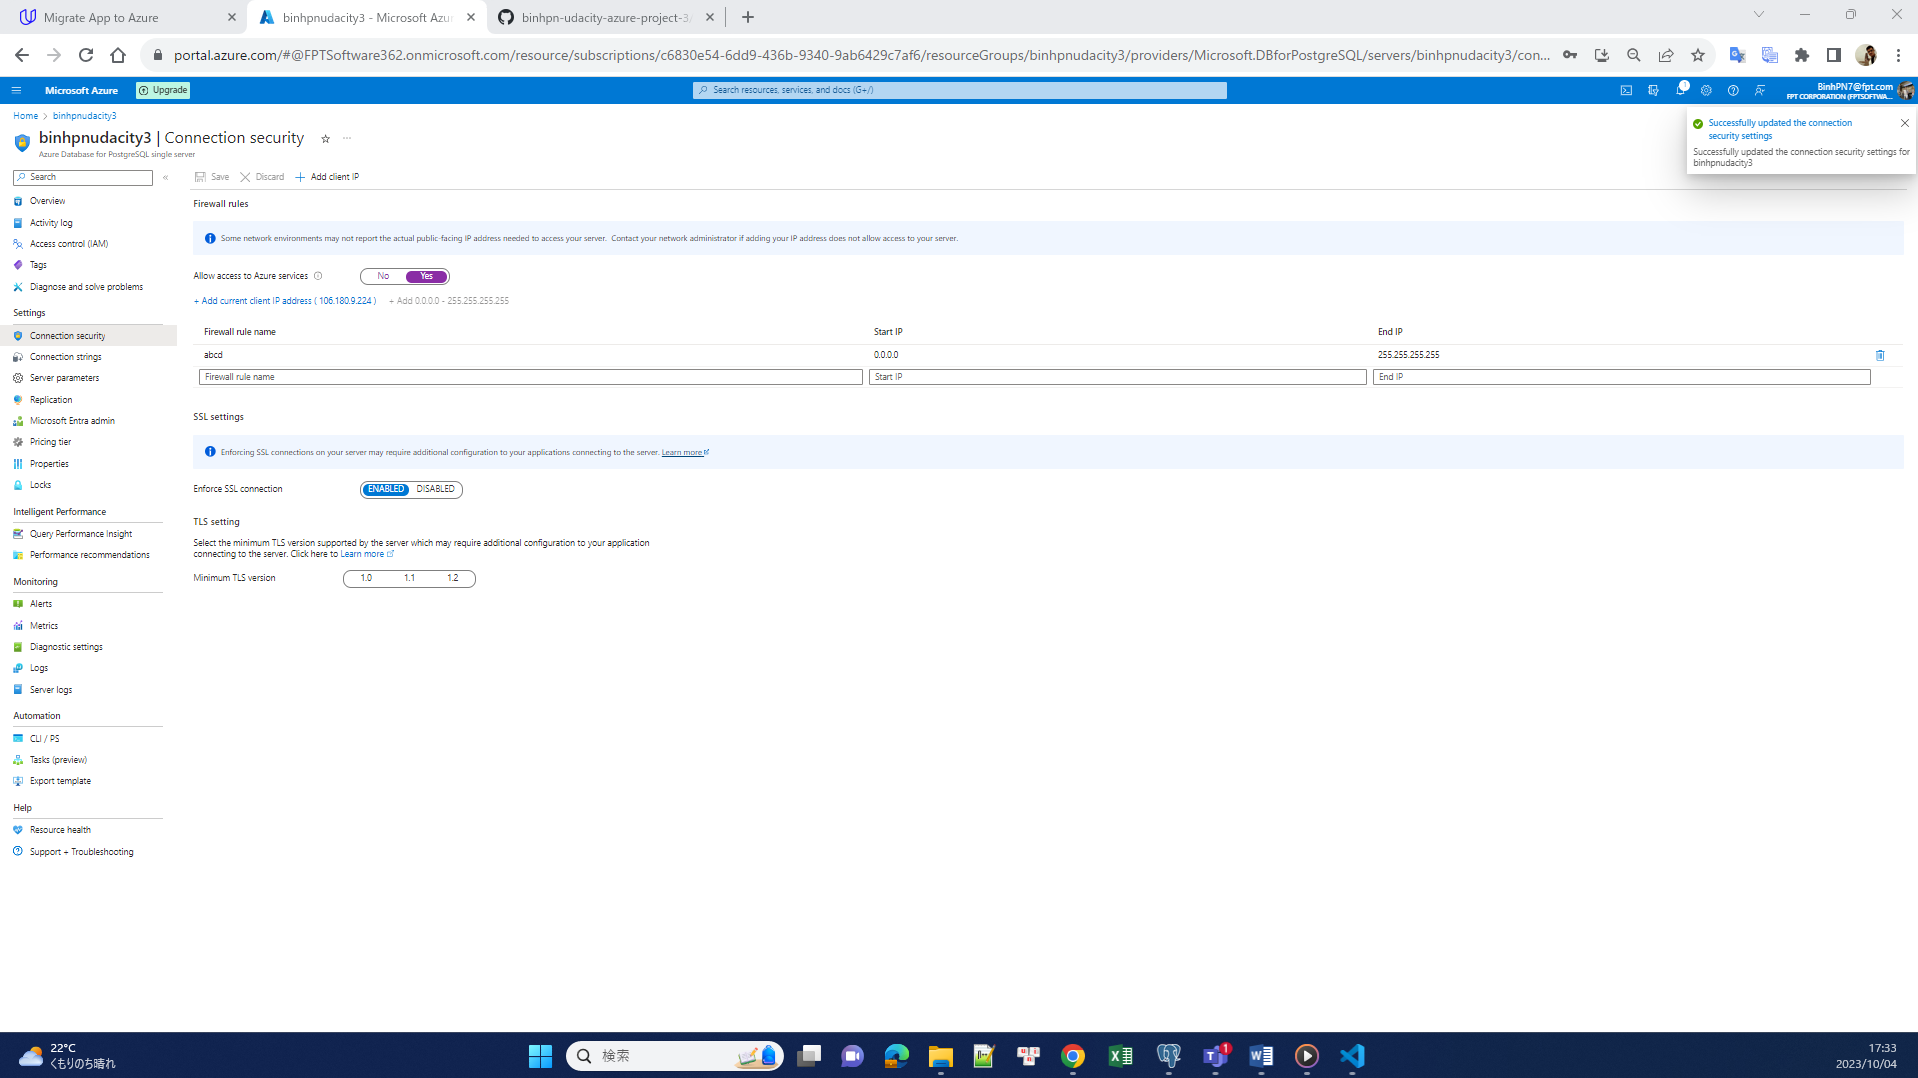 Migrate App to Azure
binhpnudacity3 - Microsoft Azu
binhpn-udacity-azure-project-3/
portal.azure.com/#@FPTSoftware362.onmicrosoft.com/resource/subscriptions/c6830e54-6dd9-436b-9340-9ab6429c7af6/resourceGroups/binhpnudacity3/providers/Microsoft.DBforPostgreSQL/servers/binhpnudacity3/con...
Microsoft Azure
Upgrade
Search resources, services, and docs (G+/)
1
BinhPN7@fpt.com
FPT CORPORATION (FPTSOFTWA...
Home > binhpnudacity3
binhpnudacity3 | Connection security
Azure Database for PostgreSQL single server
Successfully updated the connection
security settings
Successfully updated the connection security settings for
binhpnudacity3
Search
Save
Discard
Add client IP
Overview
Activity log
Access control (IAM)
Tags
Diagnose and solve problems
Settings
Connection security
Connection strings
Server parameters
Replication
Microsoft Entra admin
Pricing tier
Properties
Locks
Intelligent Performance
Query Performance Insight
Performance recommendations
Monitoring
Alerts
Metrics
Diagnostic settings
Logs
Server logs
Automation
CLI / PS
Tasks (preview)
Export template
Help
Resource health
Support + Troubleshooting
Firewall rules
Some network environments may not report the actual public-facing IP address needed to access your server.  Contact your network administrator if adding your IP address does not allow access to your server.
Allow access to Azure services
No
Yes
+ Add current client IP address ( 106.180.9.224 )
+ Add 0.0.0.0 - 255.255.255.255
Firewall rule name
Start IP
End IP
abcd
0.0.0.0
255.255.255.255
Firewall rule name
Start IP
End IP
SSL settings
Enforcing SSL connections on your server may require additional configuration to your applications connecting to the server. Learn more
Enforce SSL connection
ENABLED
DISABLED
TLS setting
Select the minimum TLS version supported by the server which may require additional configuration to your application
connecting to the server. Click here to Learn more
Minimum TLS version
1.0
1.1
1.2
22°C
くもりのち晴れ
検索
1
17:33
2023/10/04